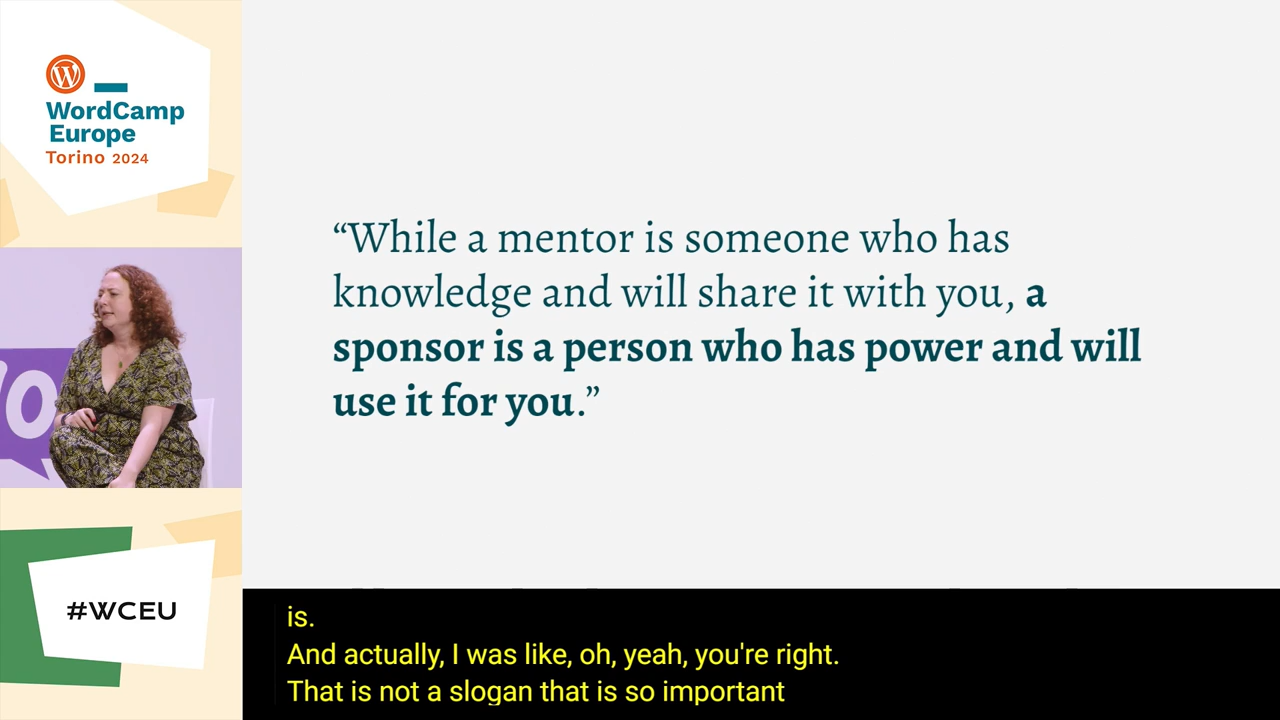 WordCamp
Europe
Torino 2024
“While a mentor is someone who has
knowledge and will share it with you, a
sponsor is a person who has power and will
use it for you.”
#WCEU
is.
And actually, I was like, oh, yeah, you're right.
That is not a slogan that is so important